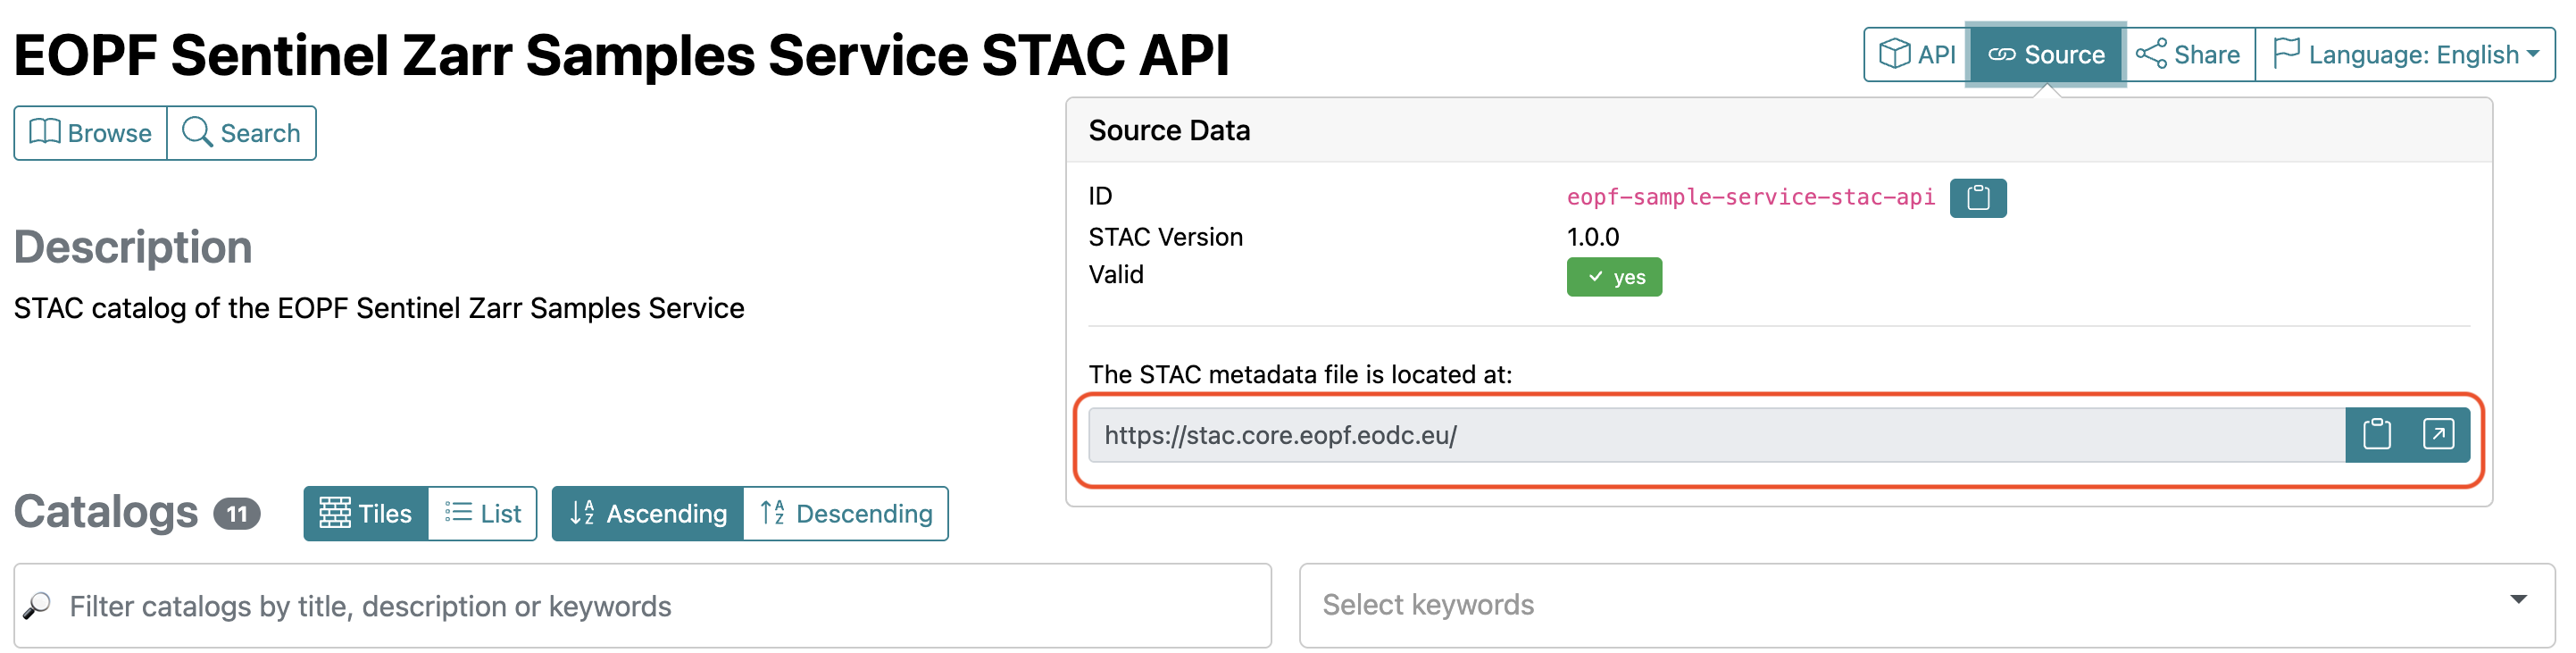 EOPF Sentinel Zarr Samples Service STAC API
API
Source
Share
Language: English
Browse
Search
Source Data
ID eopf-sample-service-stac-api
STAC Version 1.0.0
Valid yes
Description
STAC catalog of the EOPF Sentinel Zarr Samples Service
The STAC metadata file is located at:
https://stac.core.eopf.eodc.eu/
Catalogs 11
Tiles
List
Ascending
Descending
Filter catalogs by title, description or keywords
Select keywords